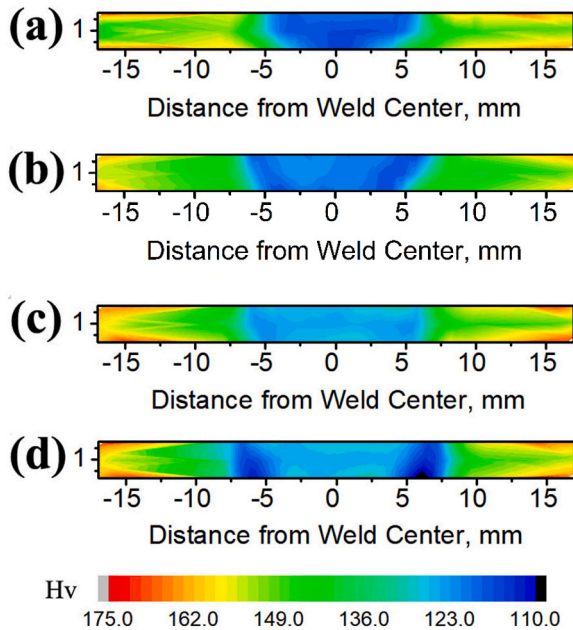 (a) 1
-15 -10 -5 0 5 10 15
Distance from Weld Center, mm
(b) 1
-15 -10 -5 0 5 10 15
Distance from Weld Center, mm
(c) 1
-15 -10 -5 0 5 10 15
Distance from Weld Center, mm
(d) 1
-15 -10 -5 0 5 10 15
Distance from Weld Center, mm
Hv
175.0 162.0 149.0 136.0 123.0 110.0